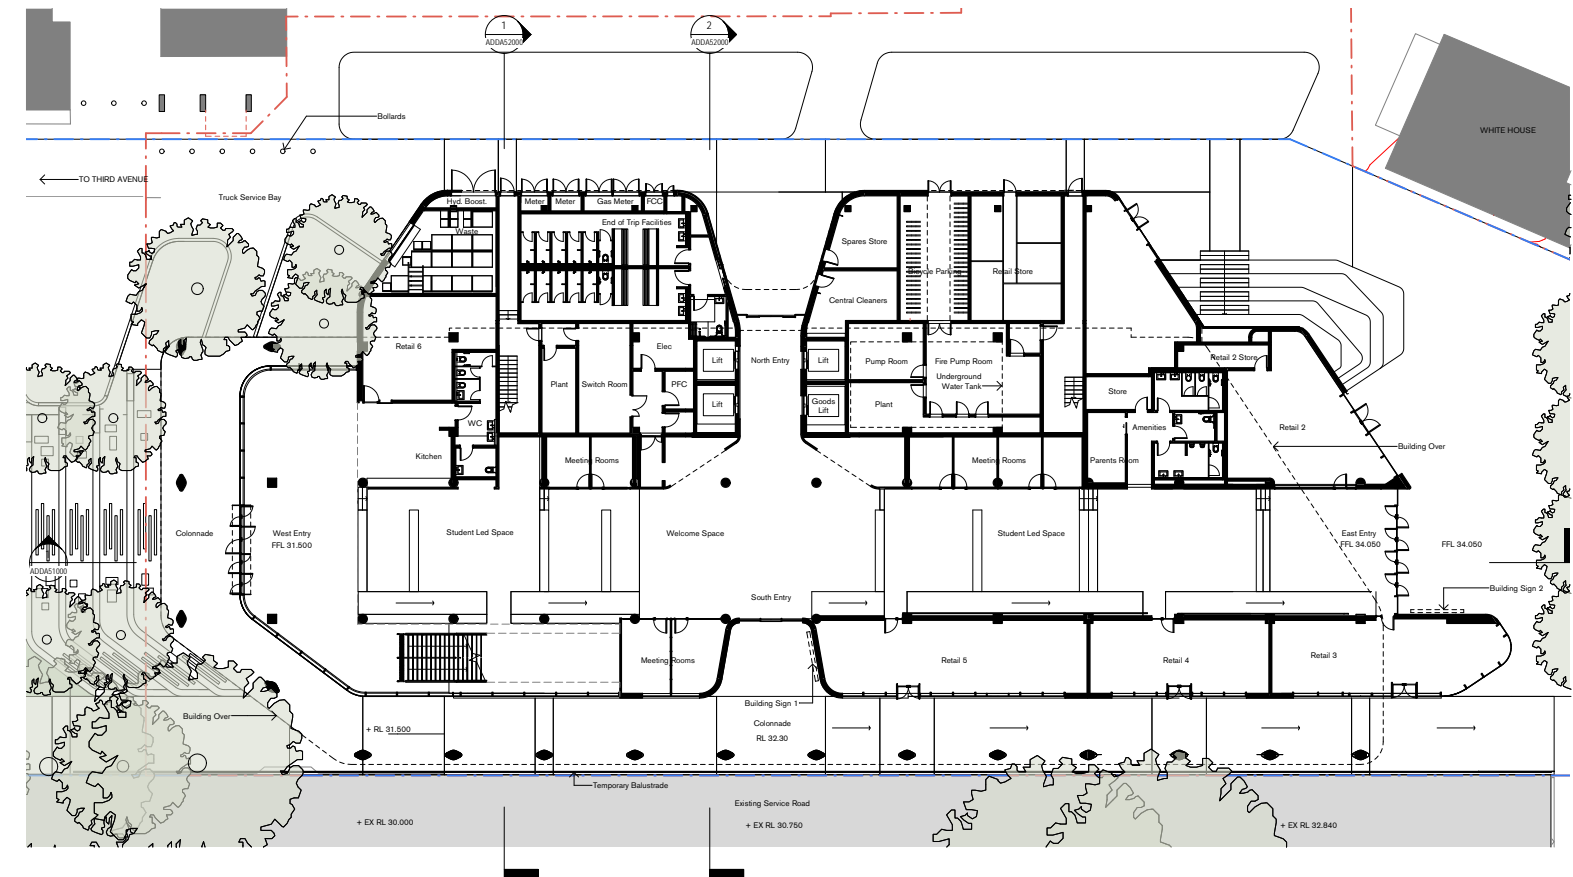 1
ADDA52000
2
ADDA52000
Bollards
WHITE HOUSE
TO THIRD AVENUE
Truck Service Bay
Hyd. Boost.
Meter
Meter
Gas Meter
FCC
End of Trip Facilities
Waste
Spares Store
Bicycle Parking
Retail Store
Central Cleaners
Retail 6
Elec
Lift
North Entry
Lift
Pump Room
Fire Pump Room
Retail 2 Store
Plant
Switch Room
PFC
Underground
Water Tank
Store
Lift
Goods
Lift
Plant
WC
Amenities
Retail 2
Kitchen
Meeting Rooms
Meeting Rooms
Parents Room
Building Over
Colonnade
West Entry
FFL 31.500
Student Led Space
Welcome Space
Student Led Space
East Entry
FFL 34.050
FFL 34.050
ADDA51000
South Entry
Building Sign 2
Meeting Rooms
Retail 5
Retail 4
Retail 3
Building Sign 1
Building Over
+ RL 31.500
Colonnade
RL 32.30
Temporary Balustrade
Existing Service Road
+ EX RL 30.000
+ EX RL 30.750
+ EX RL 32.840